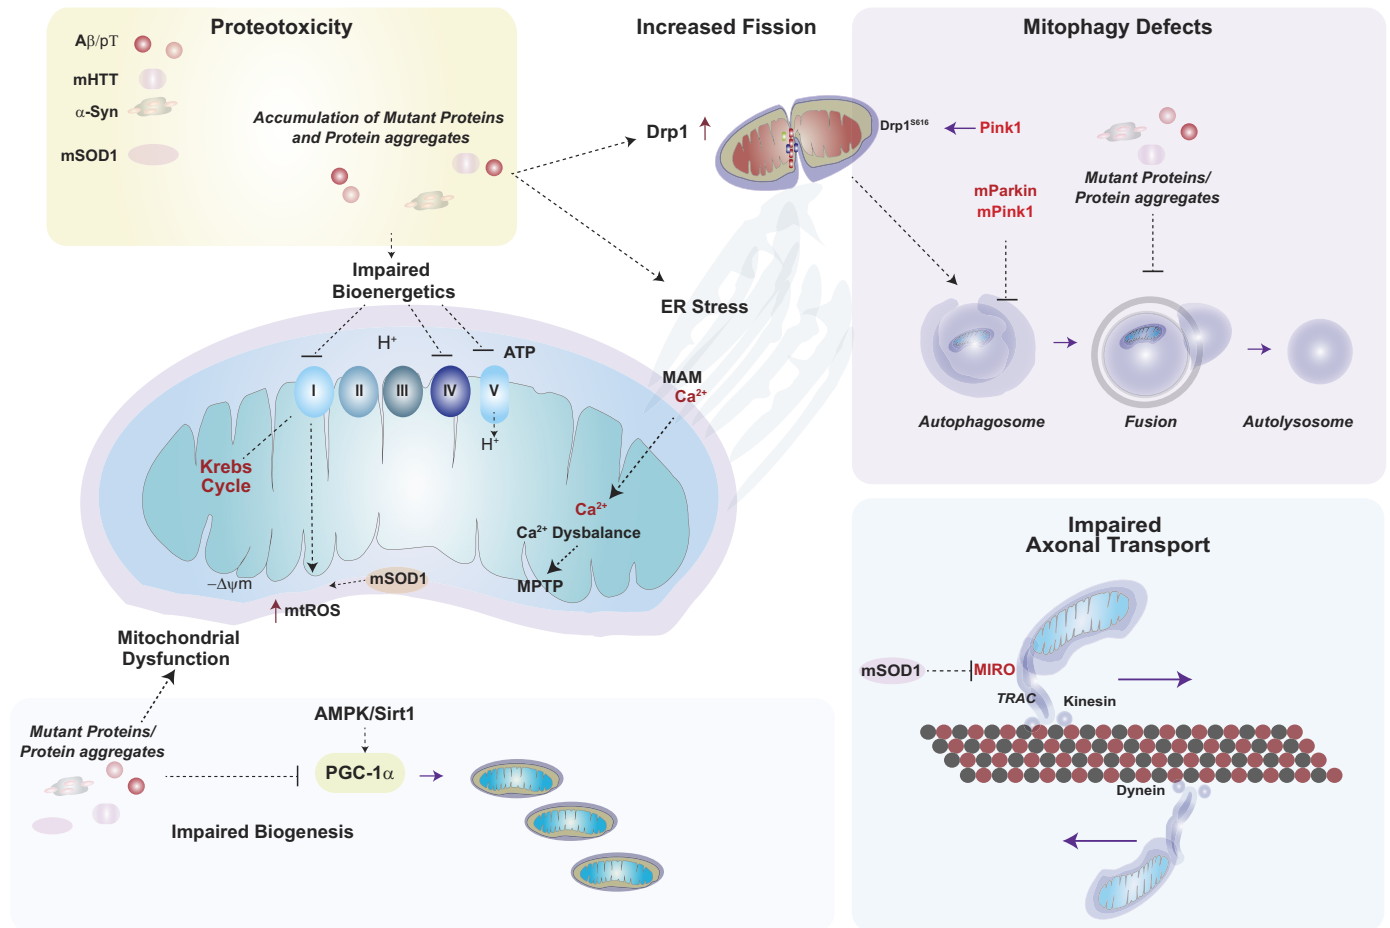 Proteotoxicity
Aβ/pT
mHTT
α-Syn
mSOD1
Accumulation of Mutant Proteins
and Protein aggregates
Increased Fission
Drp1
Drp1S616
Pink1
Mitophagy Defects
mParkin
mPink1
Mutant Proteins/
Protein aggregates
Autophagosome
Fusion
Autolysosome
Impaired
Bioenergetics
ER Stress
H+
ATP
I
II
III
IV
V
H+
MAM
Ca2+
Krebs
Cycle
Ca2+
Ca2+ Dysbalance
MPTP
−Δψm
mSOD1
mtROS
Mitochondrial
Dysfunction
Mutant Proteins/
Protein aggregates
AMPK/Sirt1
PGC-1α
Impaired Biogenesis
Impaired
Axonal Transport
mSOD1
MIRO
TRAC
Kinesin
Dynein